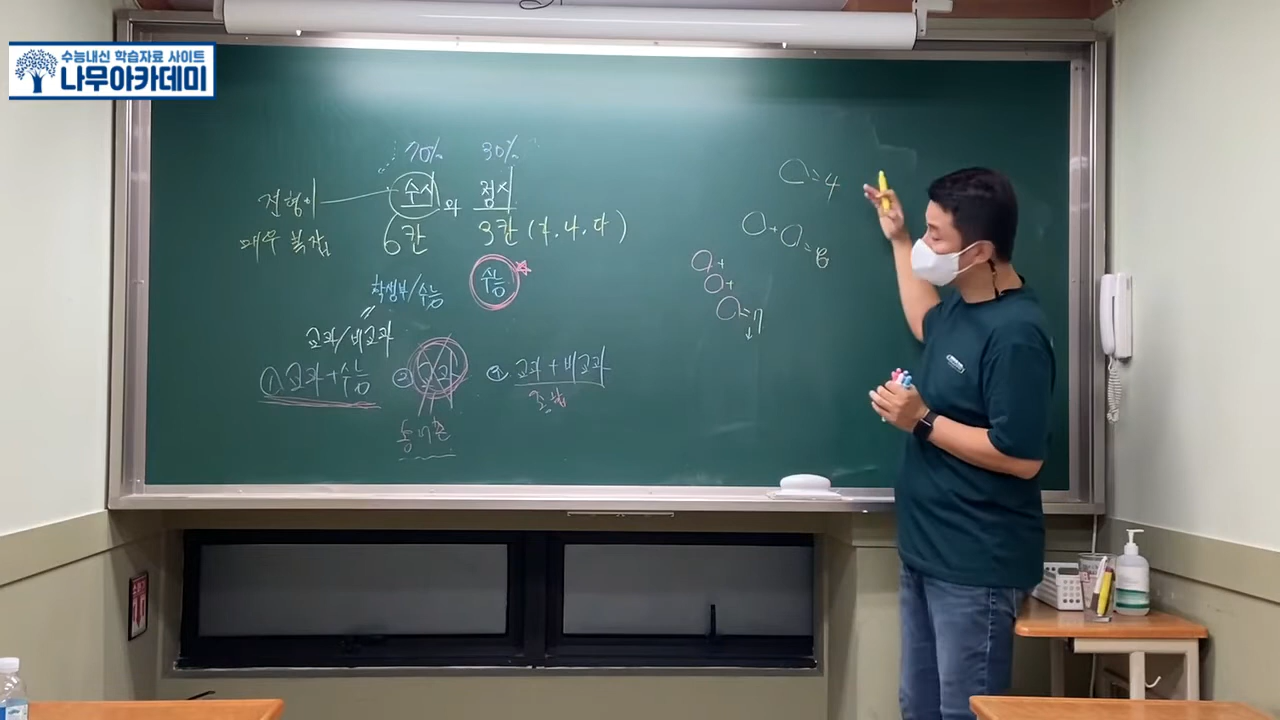 수능내신 학습자료 사이트
나무아카데미
70% 30%
전형이 수시와 정시
매우 복잡 6칸 3칸 (가.나.다)
학생부/수능 수능
교과/비교과
①교과+수능 ② 교과 ③ 교과+비교과
농어촌
○=4
○+○=8
○+
○+
○=7